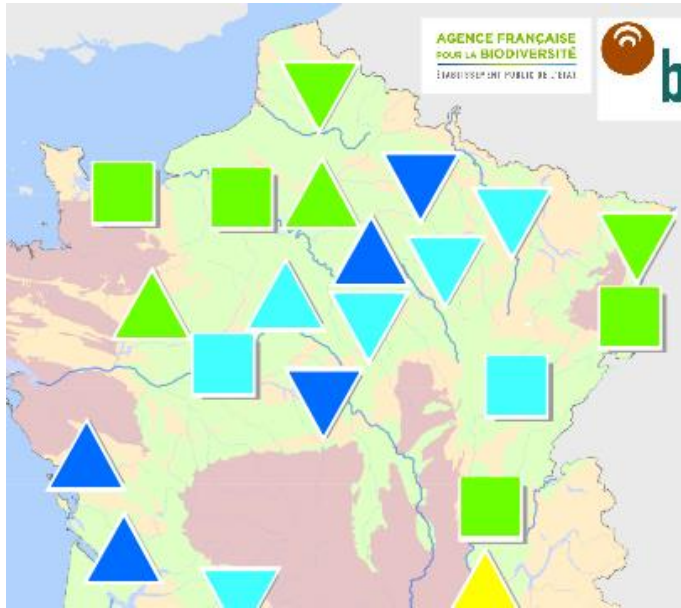 AGENCE FRANÇAISE
POUR LA BIODIVERSITÉ
ÉTABLISSEMENT PUBLIC DE L'ÉTAT
b